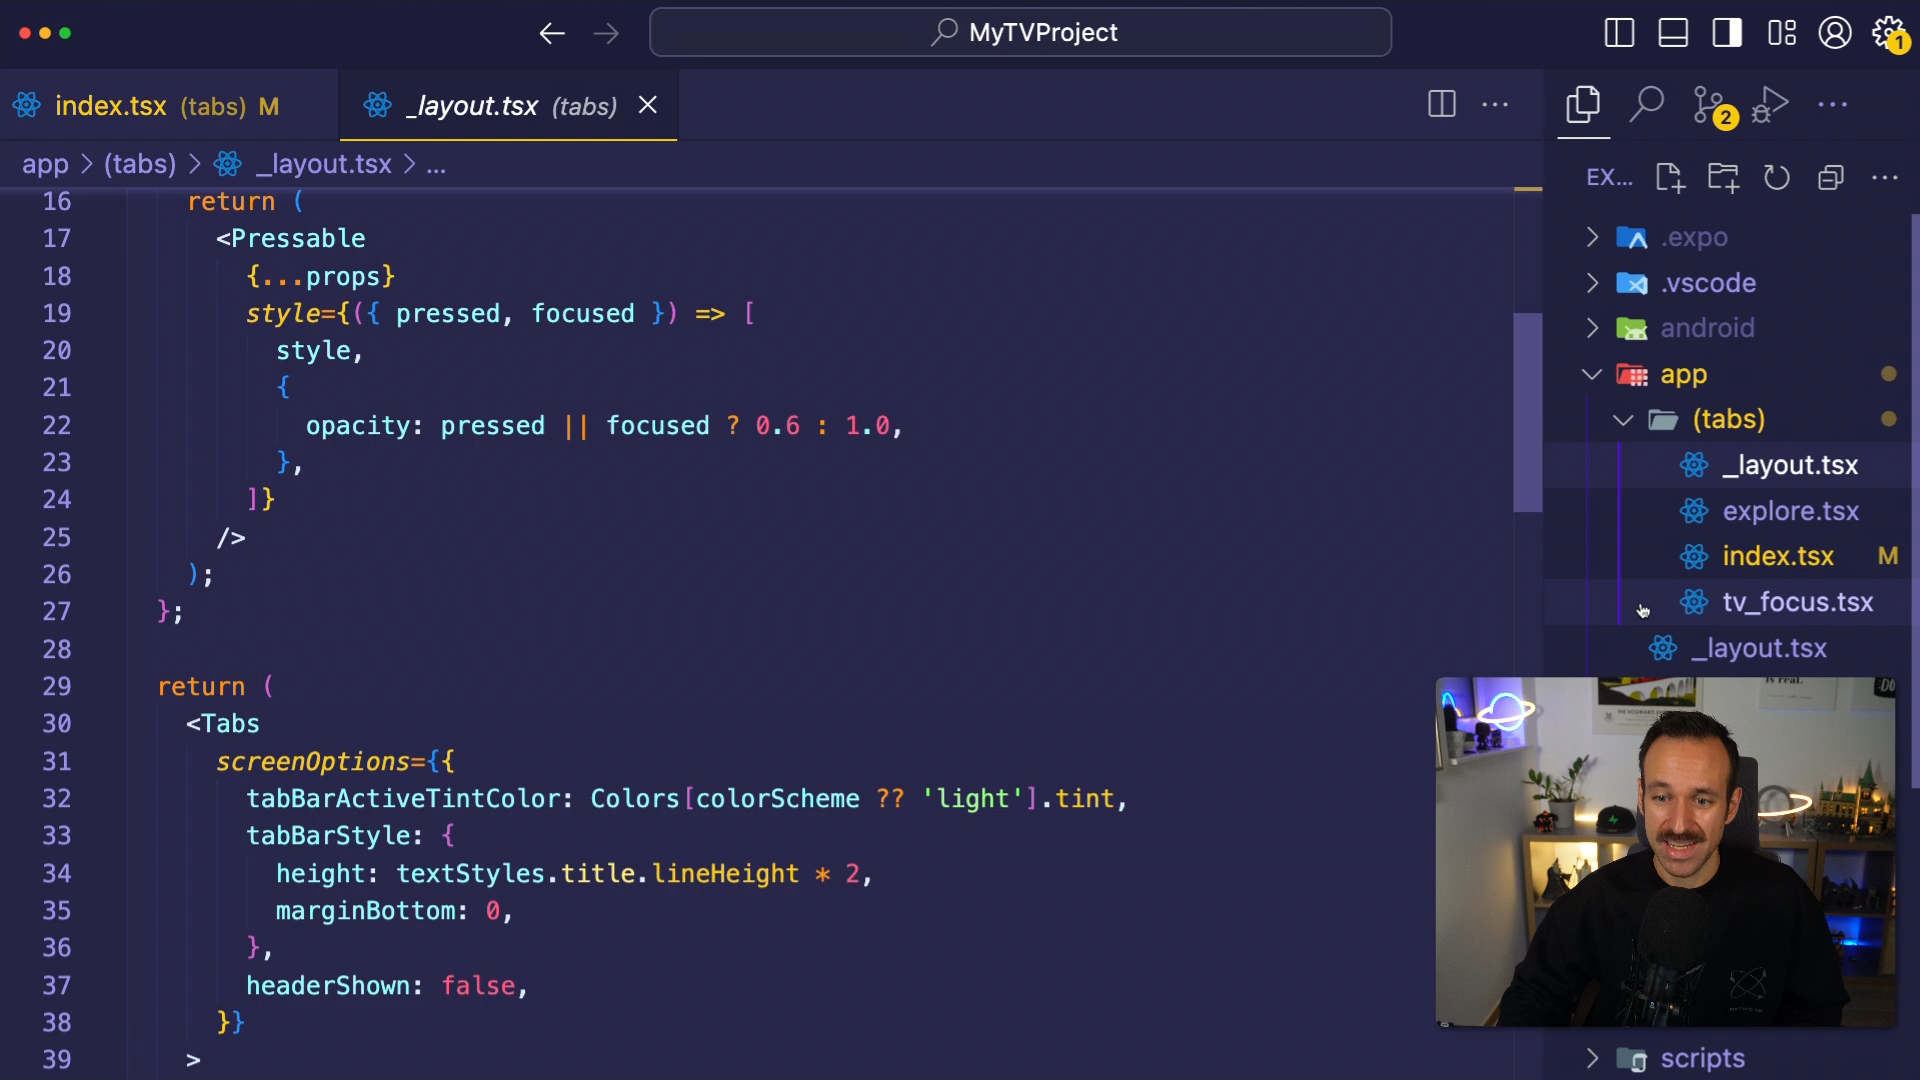 MyTVProject
1
index.tsx (tabs) M
_layout.tsx (tabs)
2
app > (tabs) > _layout.tsx > ...
EX...
16 return (
17 <Pressable
18 {...props}
19 style={({ pressed, focused }) => [
20 style,
21 {
22 opacity: pressed || focused ? 0.6 : 1.0,
23 },
24 ]}
25 />
26 );
27 };
28
29 return (
30 <Tabs
31 screenOptions={{
32 tabBarActiveTintColor: Colors[colorScheme ?? 'light'].tint,
33 tabBarStyle: {
34 height: textStyles.title.lineHeight * 2,
35 marginBottom: 0,
36 },
37 headerShown: false,
38 }}
39 >
.expo
.vscode
android
app
(tabs)
_layout.tsx
explore.tsx
index.tsx M
tv_focus.tsx
_layout.tsx
is real.
scripts